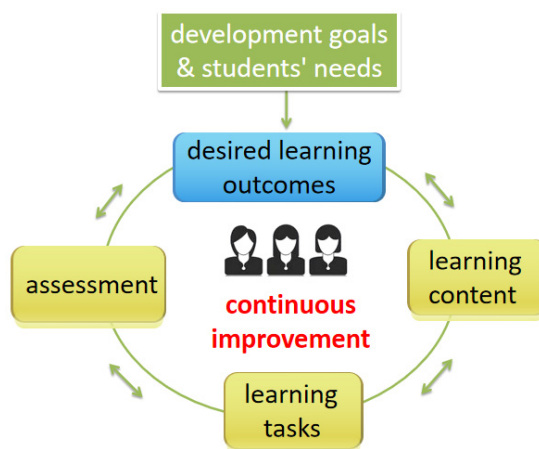 development goals
& students' needs
desired learning
outcomes
assessment
learning
content
continuous
improvement
learning
tasks